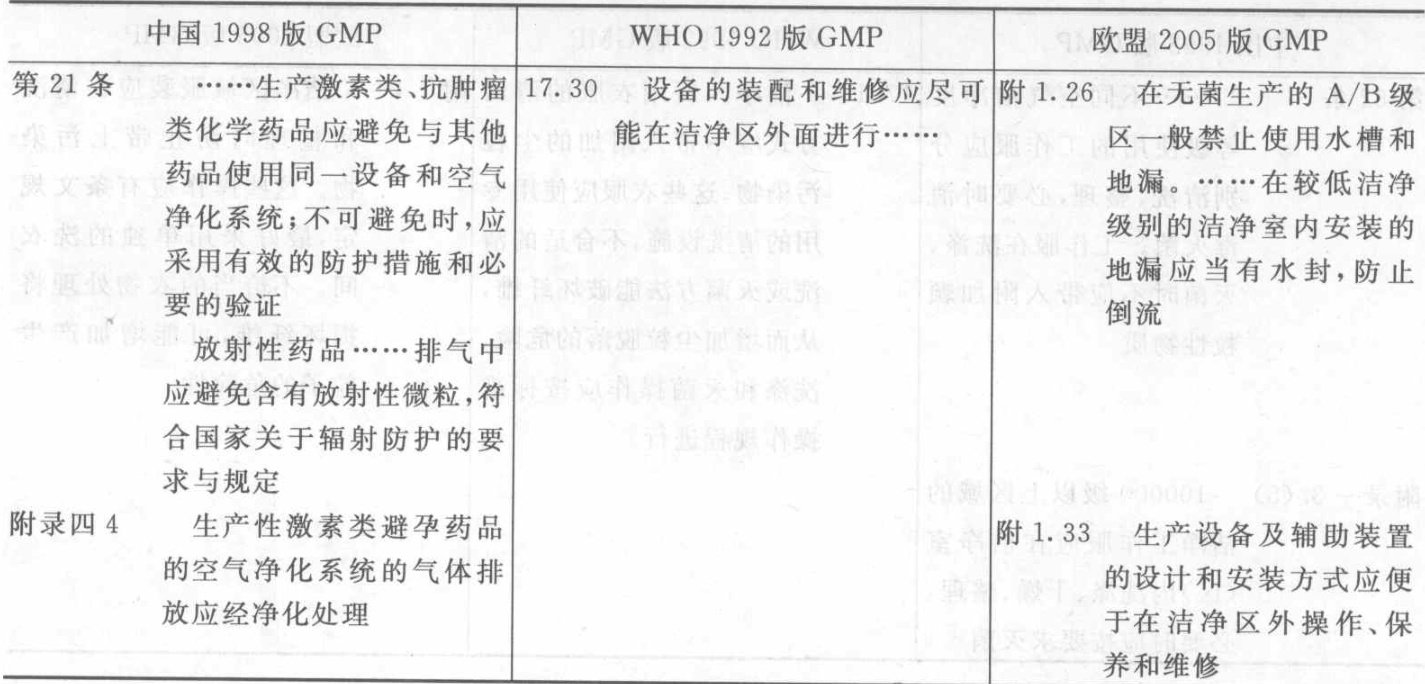 中国 1998 版 GMP
WHO 1992 版 GMP
欧盟 2005 版 GMP
第 21 条 ……生产激素类、抗肿瘤
类化学药品应避免与其他
药品使用同一设备和空气
净化系统;不可避免时,应
采用有效的防护措施和必
要的验证
放射性药品……排气中
应避免含有放射性微粒,符
合国家关于辐射防护的要
求与规定
附录四 4 生产性激素类避孕药品
的空气净化系统的气体排
放应经净化处理
17.30 设备的装配和维修应尽可
能在洁净区外面进行……
附 1.26 在无菌生产的 A/B 级
区一般禁止使用水槽和
地漏。……在较低洁净
级别的洁净室内安装的
地漏应当有水封,防止
倒流
附 1.33 生产设备及辅助装置
的设计和安装方式应便
于在洁净区外操作、保
养和维修